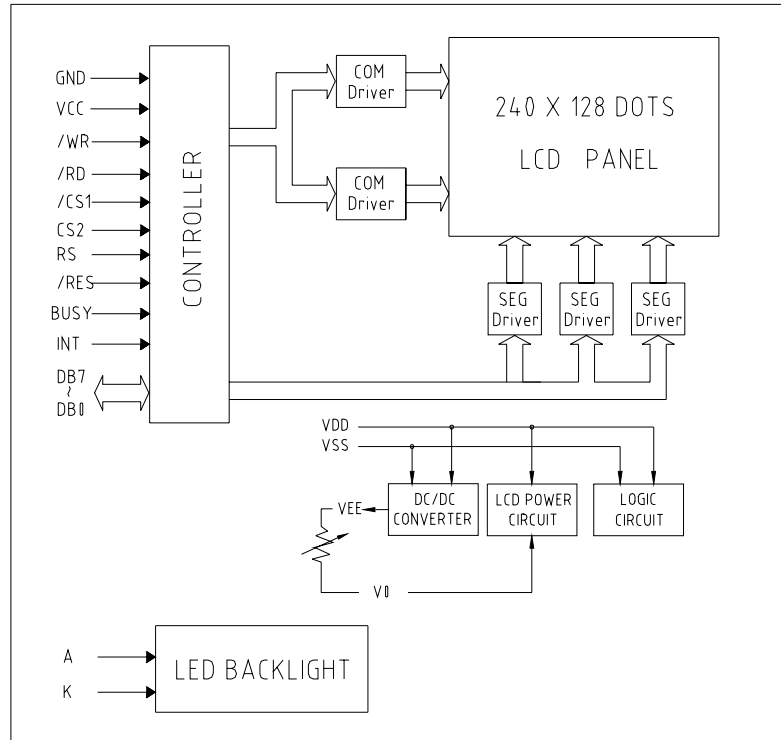 GND
VCC
/WR
/RD
/CS1
CS2
RS
/RES
BUSY
INT
DB7
~
DB0
CONTROLLER
COM
Driver
COM
Driver
240 X 128 DOTS
LCD PANEL
SEG
Driver
SEG
Driver
SEG
Driver
VDD
VSS
DC/DC
CONVERTER
LCD POWER
CIRCUIT
LOGIC
CIRCUIT
VEE
V0
A
K
LED BACKLIGHT